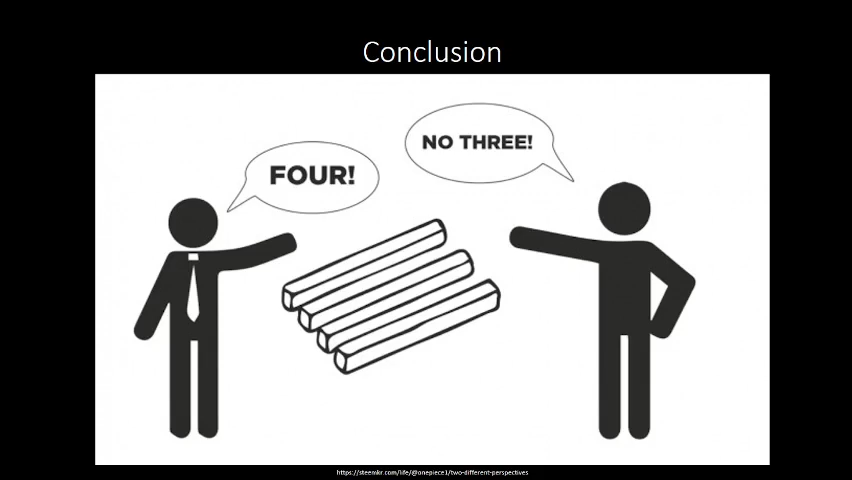 Conclusion
NO THREE!
FOUR!
https://steemkr.com/life/@onepiece1/two-different-perspectives